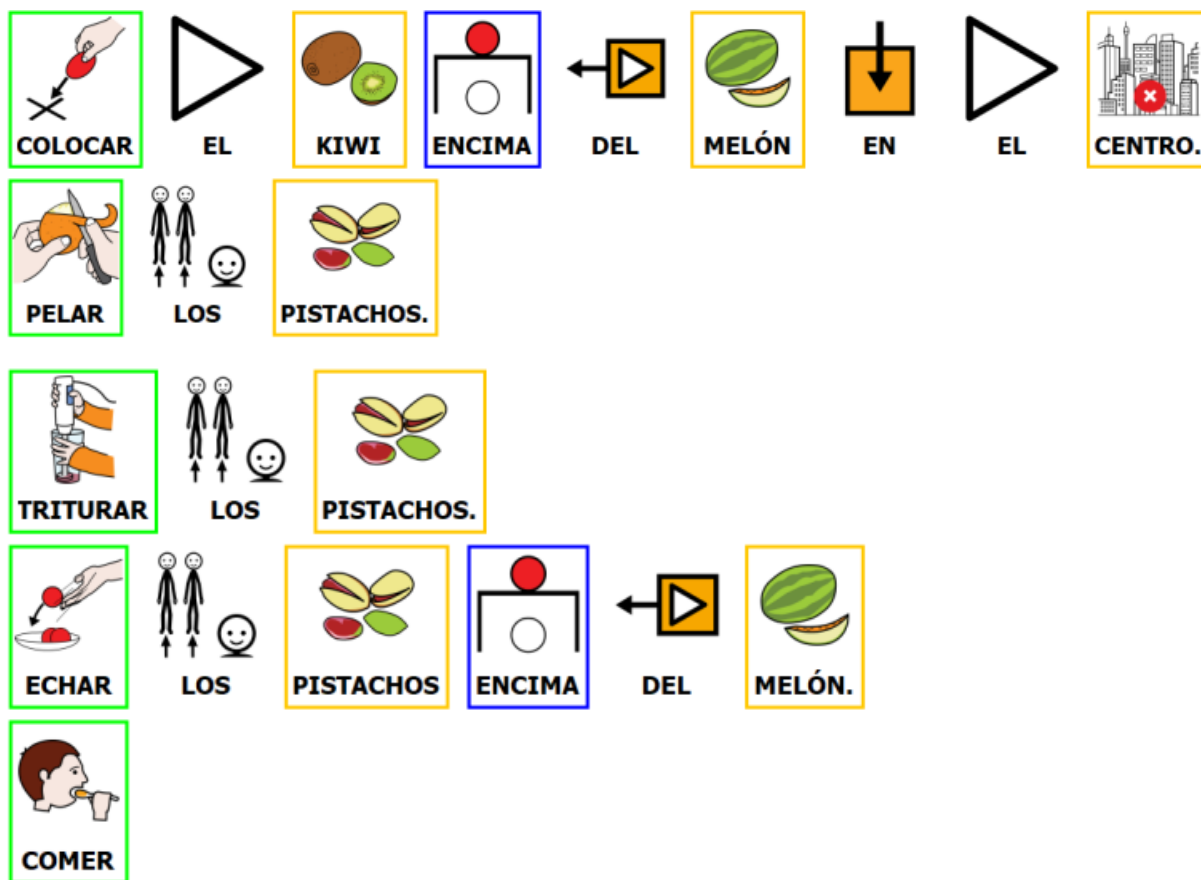 COLOCAR EL KIWI ENCIMA DEL MELÓN EN EL CENTRO.
PELAR LOS PISTACHOS.
TRITURAR LOS PISTACHOS.
ECHAR LOS PISTACHOS ENCIMA DEL MELÓN.
COMER